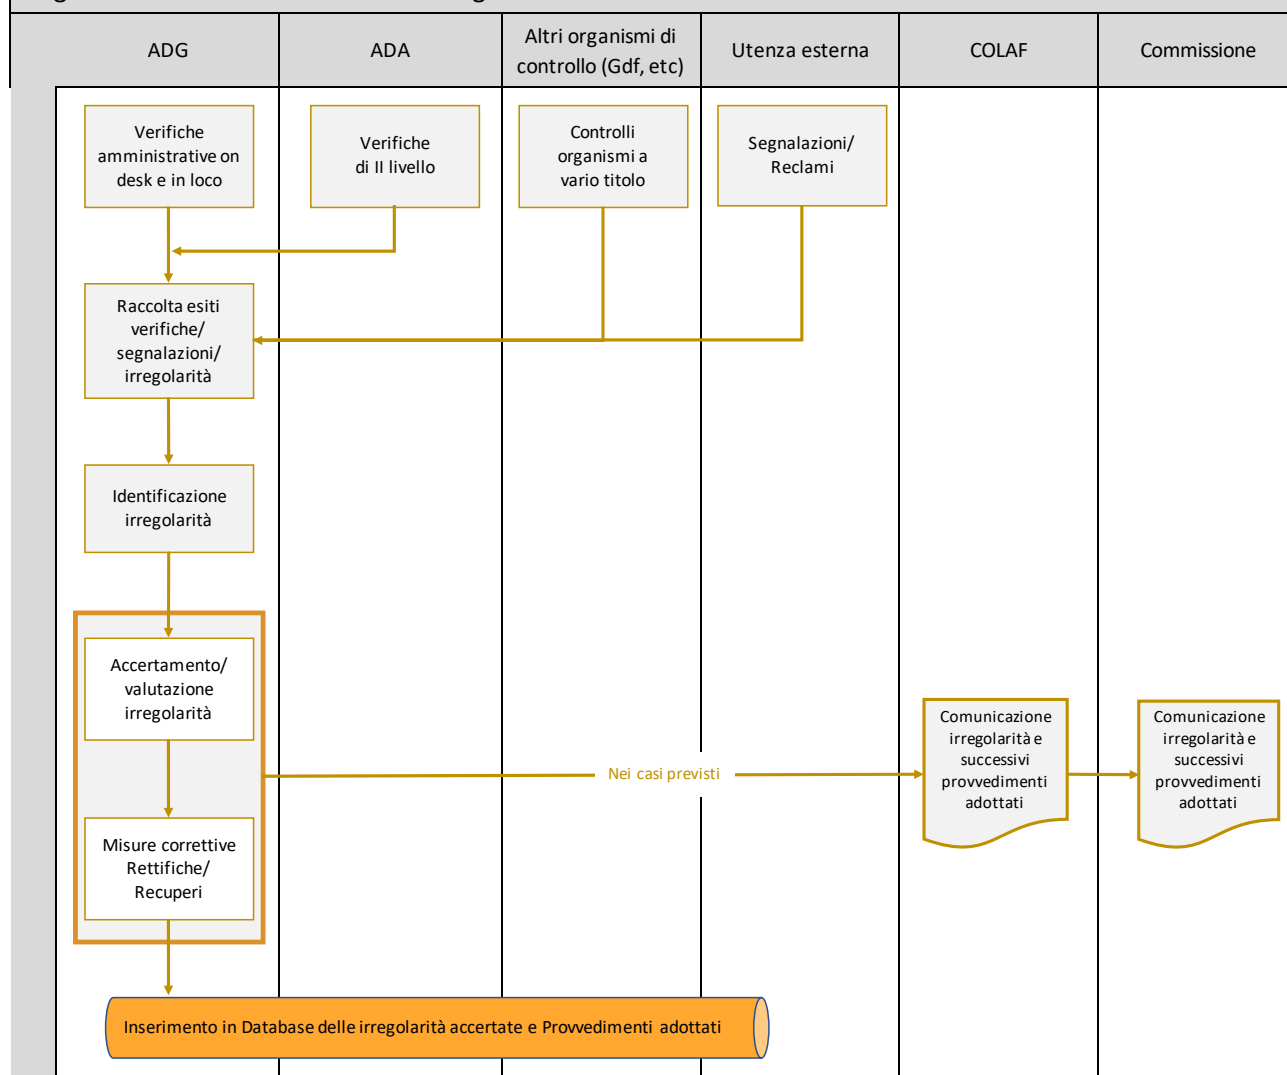 ADG
ADA
Altri organismi di
controllo (Gdf, etc)
Utenza esterna
COLAF
Commissione
Verifiche
amministrative on
desk e in loco
Verifiche
di II livello
Controlli
organismi a
vario titolo
Segnalazioni/
Reclami
Raccolta esiti
verifiche/
segnalazioni/
irregolarità
Identificazione
irregolarità
Accertamento/
valutazione
irregolarità
Nei casi previsti
Comunicazione
irregolarità e
successivi
provvedimenti
adottati
Comunicazione
irregolarità e
successivi
provvedimenti
adottati
Misure correttive
Rettifiche/
Recuperi
Inserimento in Database delle irregolarità accertate e Provvedimenti adottati